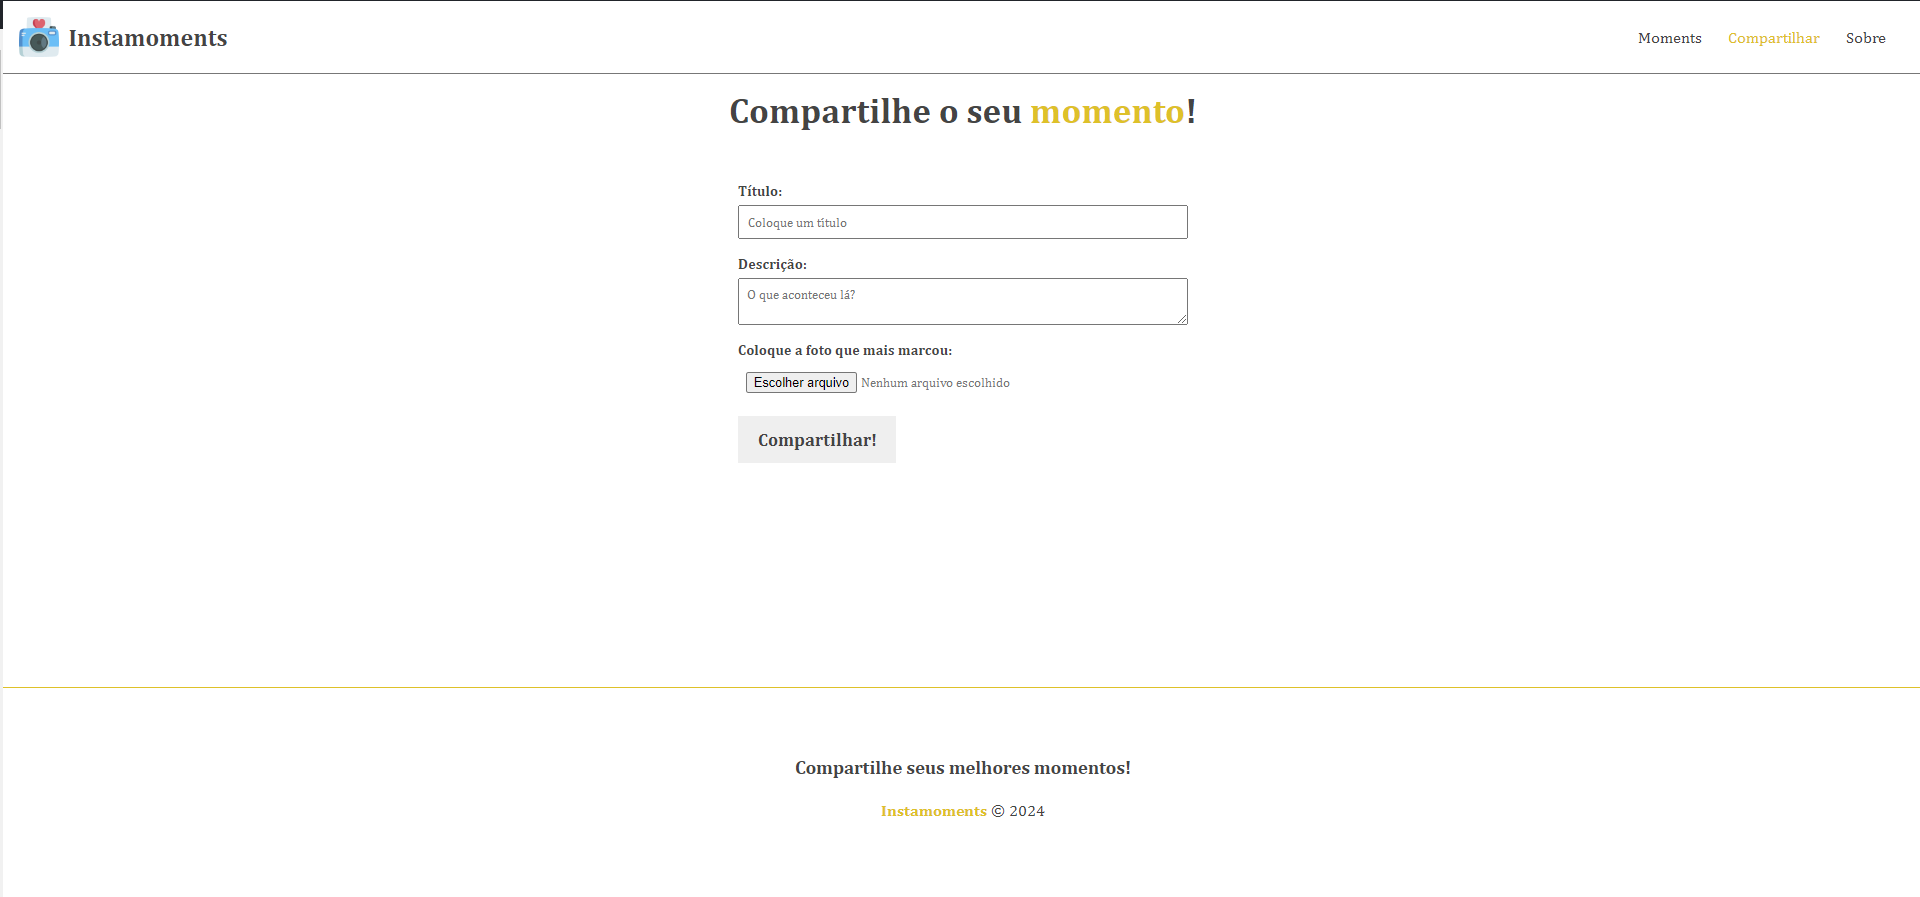 Instamoments
Moments Compartilhar Sobre
Compartilhe o seu momento!
Título:
Coloque um título
Descrição:
O que aconteceu lá?
Coloque a foto que mais marcou:
Escolher arquivo Nenhum arquivo escolhido
Compartilhar!
Compartilhe seus melhores momentos!
Instamoments © 2024